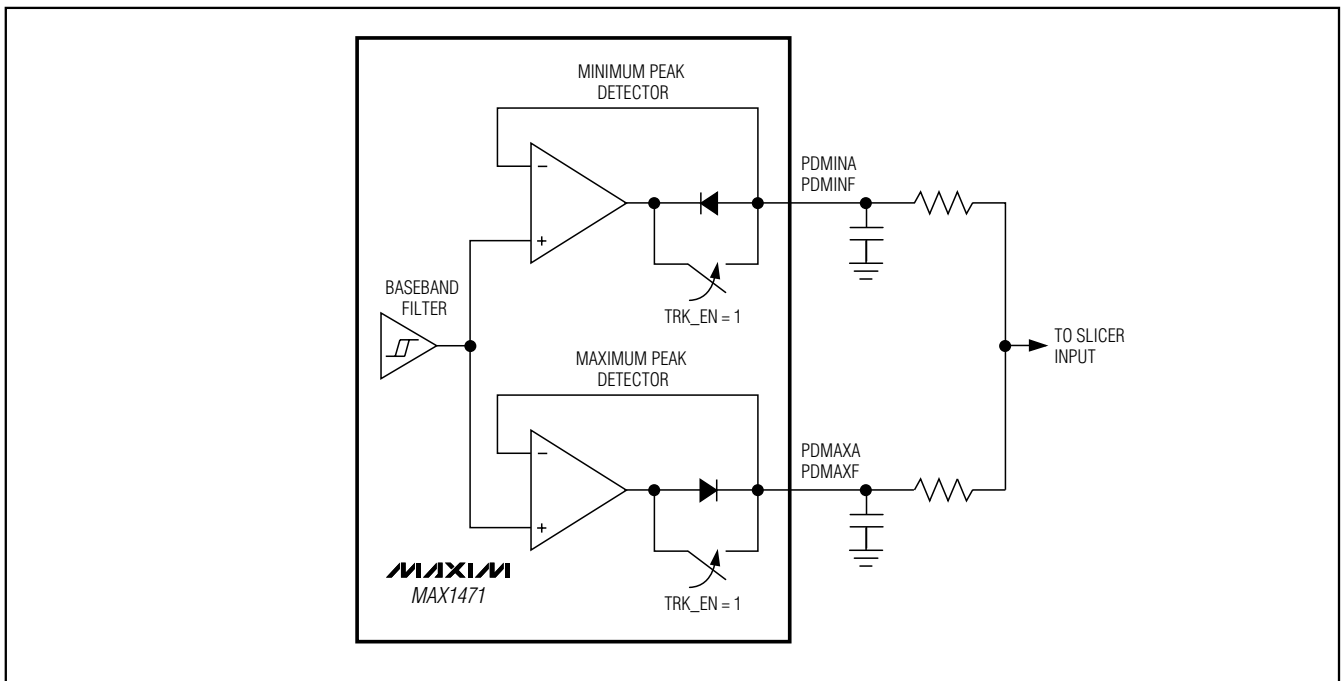 MINIMUM PEAK
DETECTOR
−
+
PDMINA
PDMINF
TRK_EN = 1
BASEBAND
FILTER
TO SLICER
INPUT
MAXIMUM PEAK
DETECTOR
−
+
PDMAXA
PDMAXF
TRK_EN = 1
MAXIM
MAX1471